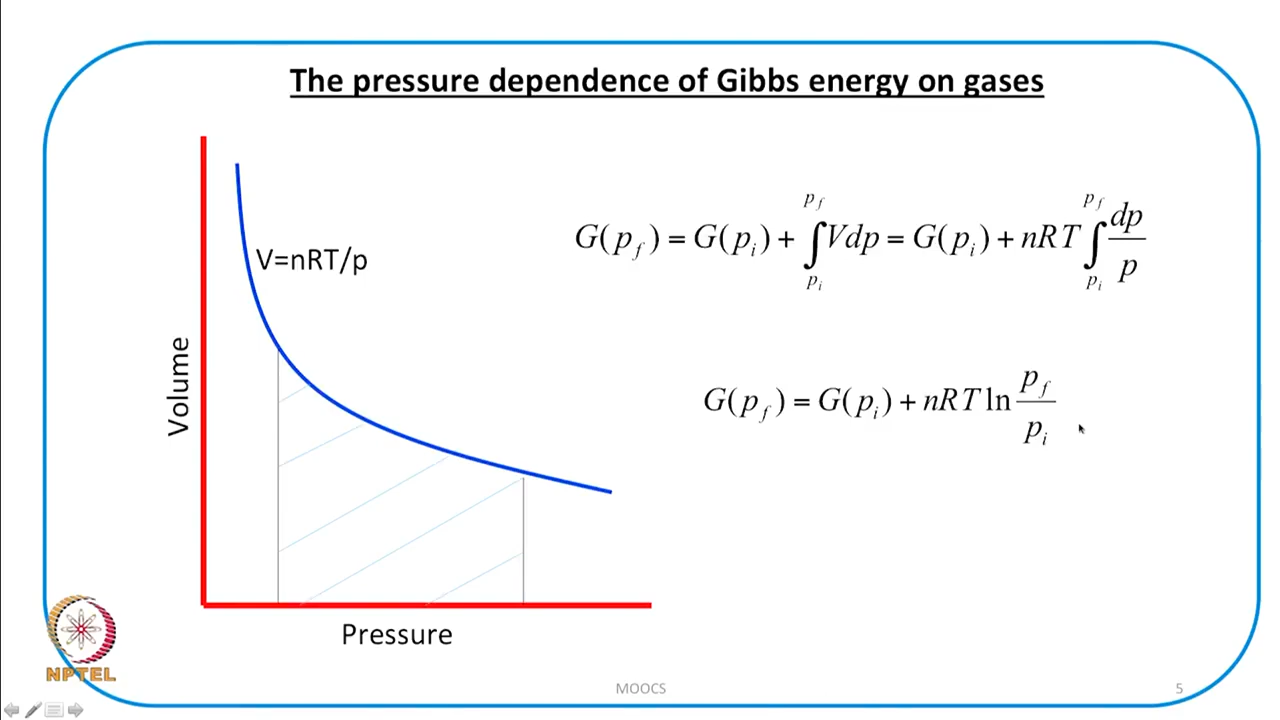 The pressure dependence of Gibbs energy on gases
V=nRT/p
Volume
Pressure
G(p_f) = G(p_i) + ∫_{p_i}^{p_f} Vdp = G(p_i) + nRT ∫_{p_i}^{p_f} dp/p
G(p_f) = G(p_i) + nRT ln p_f/p_i
NPTEL
MOOCS
5